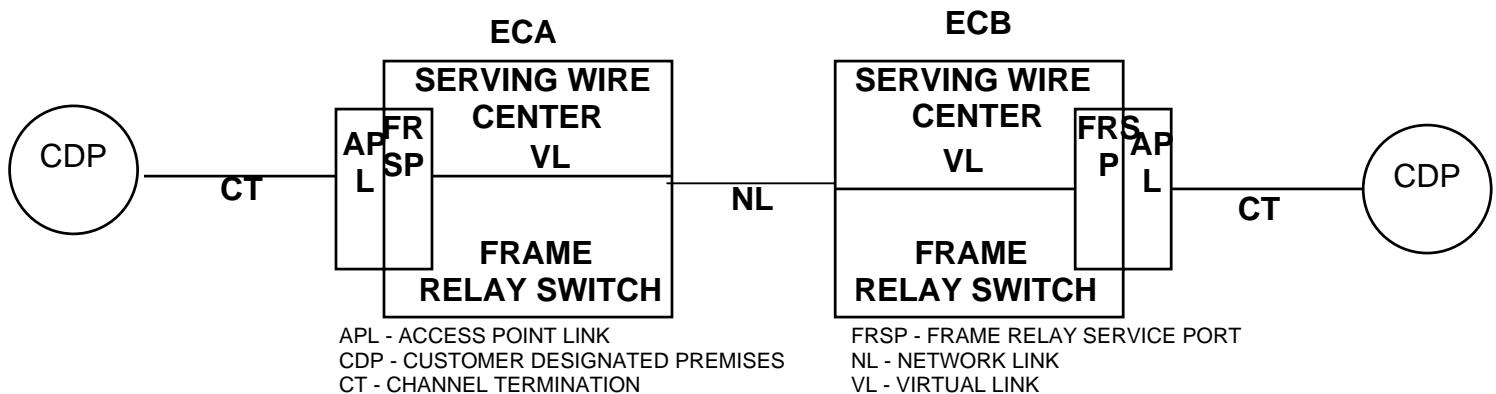 ECA
ECB
SERVING WIRE
CENTER
VL
FRAME
RELAY SWITCH
SERVING WIRE
CENTER
VL
FRAME
RELAY SWITCH
CDP
CT
AP
L
FR
SP
NL
FRS
P
AP
L
CT
CDP
APL - ACCESS POINT LINK
CDP - CUSTOMER DESIGNATED PREMISES
CT - CHANNEL TERMINATION
FRSP - FRAME RELAY SERVICE PORT
NL - NETWORK LINK
VL - VIRTUAL LINK